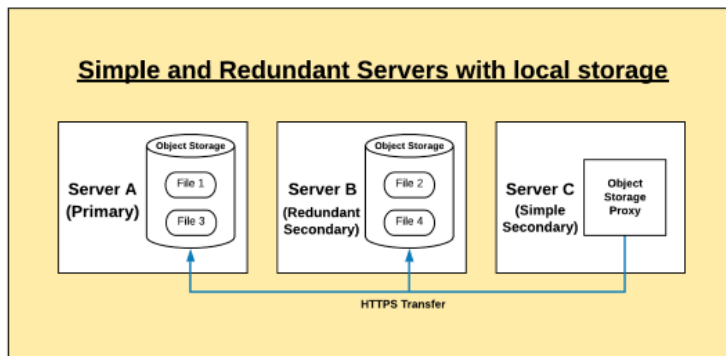 Simple and Redundant Servers with local storage
Server A
(Primary)
Object Storage
File 1
File 3
Server B
(Redundant
Secondary)
Object Storage
File 2
File 4
Server C
(Simple
Secondary)
Object
Storage
Proxy
HTTPS Transfer